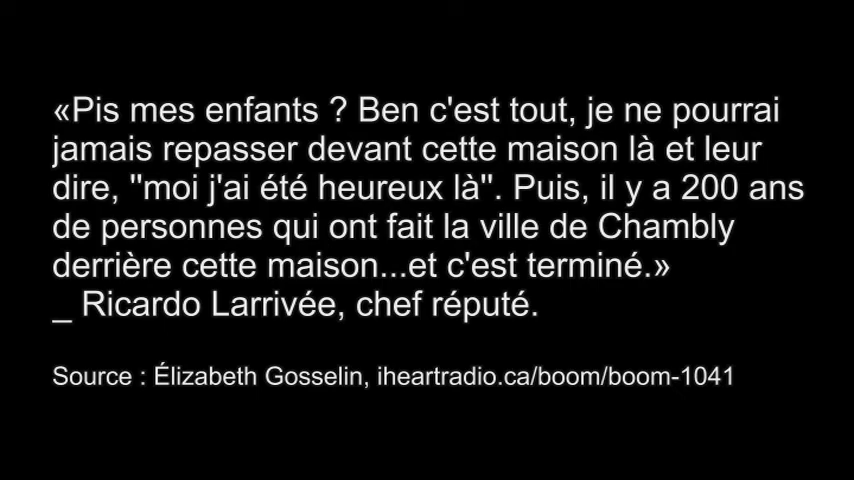 «Pis mes enfants ? Ben c'est tout, je ne pourrai
jamais repasser devant cette maison là et leur
dire, "moi j'ai été heureux là". Puis, il y a 200 ans
de personnes qui ont fait la ville de Chambly
derrière cette maison...et c'est terminé.»
_ Ricardo Larrivée, chef réputé.
Source : Élizabeth Gosselin, iheartradio.ca/boom/boom-1041